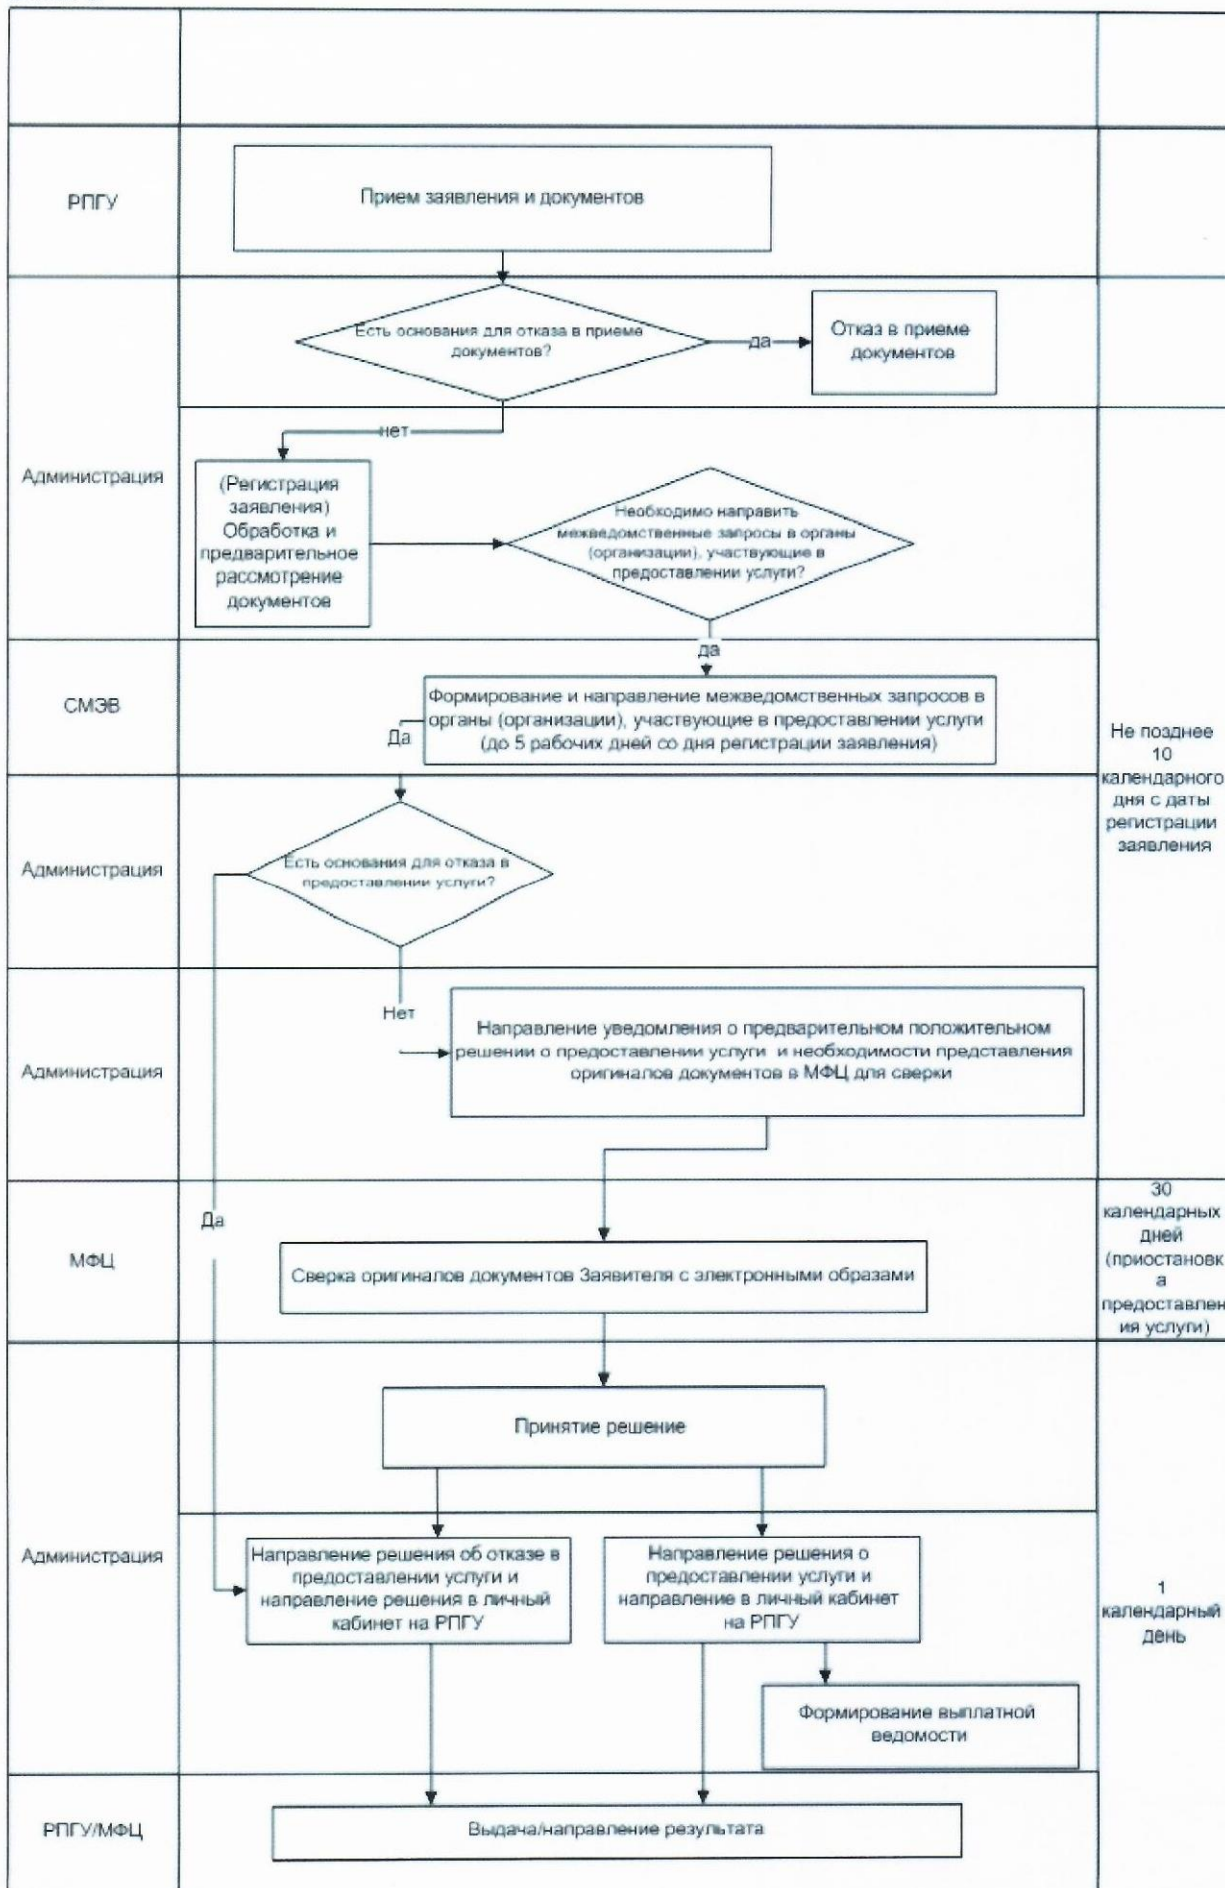 РПГУ
Прием заявления и документов
Есть основания для отказа в приеме
документов?
да
Отказ в приеме
документов
Администрация
нет
(Регистрация
заявления)
Обработка и
предварительное
рассмотрение
документов
Необходимо направить
межведомственные запросы в органы
(организации), участвующие в
предоставлении услуги?
да
СМЭВ
Формирование и направление межведомственных запросов в
органы (организации), участвующие в предоставлении услуги
(до 5 рабочих дней со дня регистрации заявления)
Да
Не позднее
10
календарного
дня с даты
регистрации
заявления
Администрация
Есть основания для отказа в
предоставлении услуги?
Нет
Администрация
Направление уведомления о предварительном положительном
решении о предоставлении услуги и необходимости представления
оригиналов документов в МФЦ для сверки
Да
МФЦ
Сверка оригиналов документов Заявителя с электронными образами
30
календарных
дней
(приостановк
а
предоставлен
ия услуги)
Принятие решение
Администрация
Направление решения об отказе в
предоставлении услуги и
направление решения в личный
кабинет на РПГУ
Направление решения о
предоставлении услуги и
направление в личный кабинет
на РПГУ
1
календарный
день
Формирование выплатной
ведомости
РПГУ/МФЦ
Выдача/направление результата